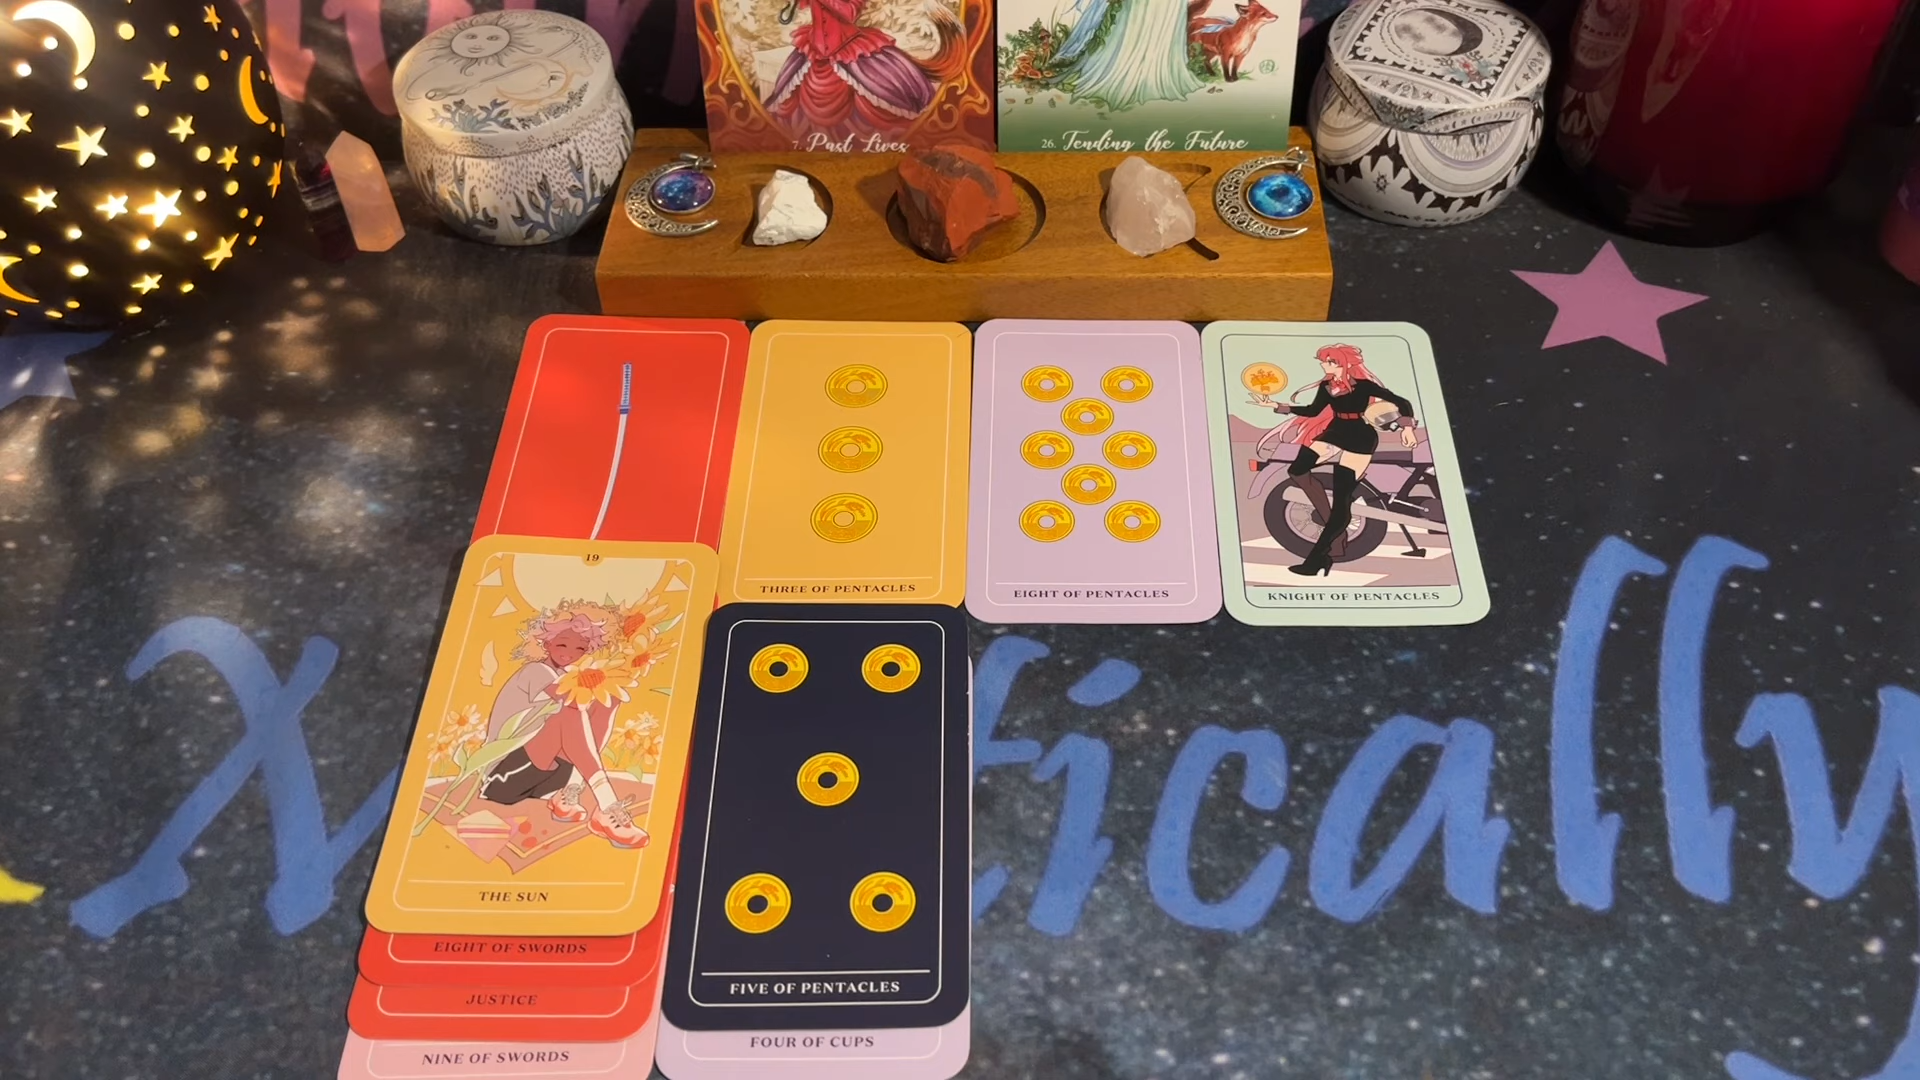 7. Past Lives
26. Tending the Future
THREE OF PENTACLES
EIGHT OF PENTACLES
KNIGHT OF PENTACLES
19
THE SUN
EIGHT OF SWORDS
JUSTICE
NINE OF SWORDS
FIVE OF PENTACLES
FOUR OF CUPS